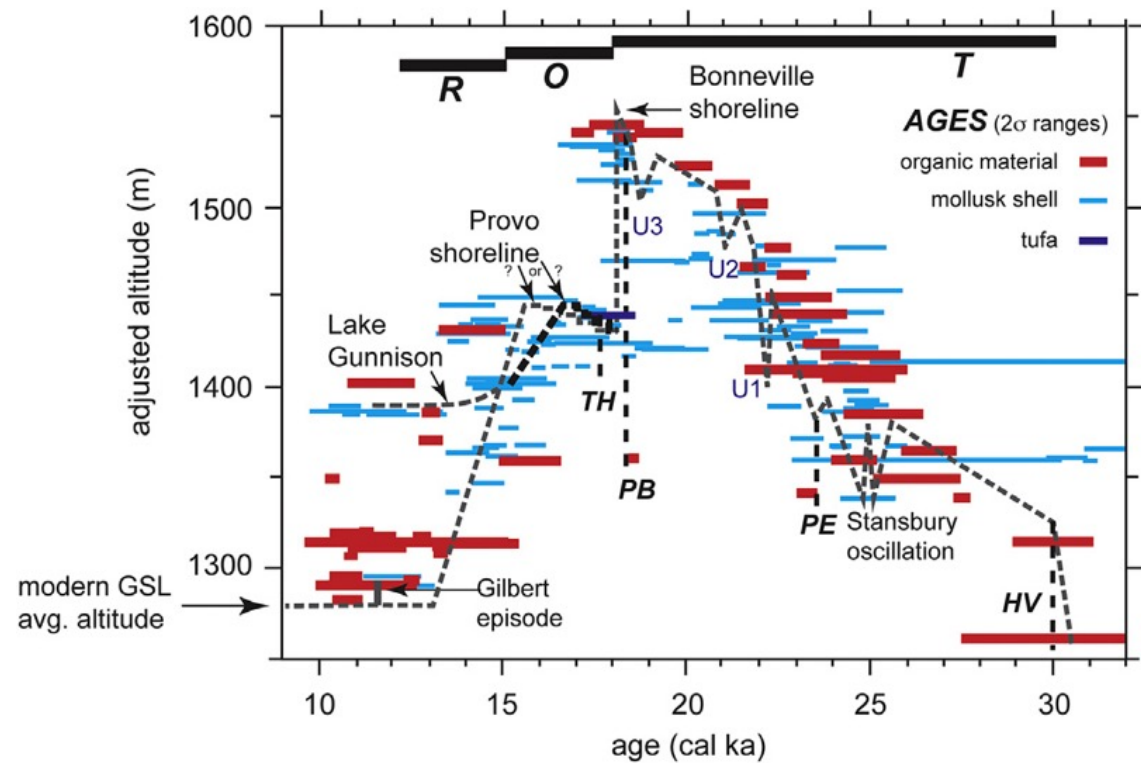 1600
1500
1400
1300
adjusted altitude (m)
R
O
T
Bonneville
shoreline
AGES (2σ ranges)
organic material
mollusk shell
tufa
Provo
shoreline
? or ?
U3
U2
U1
Lake
Gunnison
TH
PB
PE
Stansbury
oscillation
HV
Gilbert
episode
modern GSL
avg. altitude
10
15
20
25
30
age (cal ka)